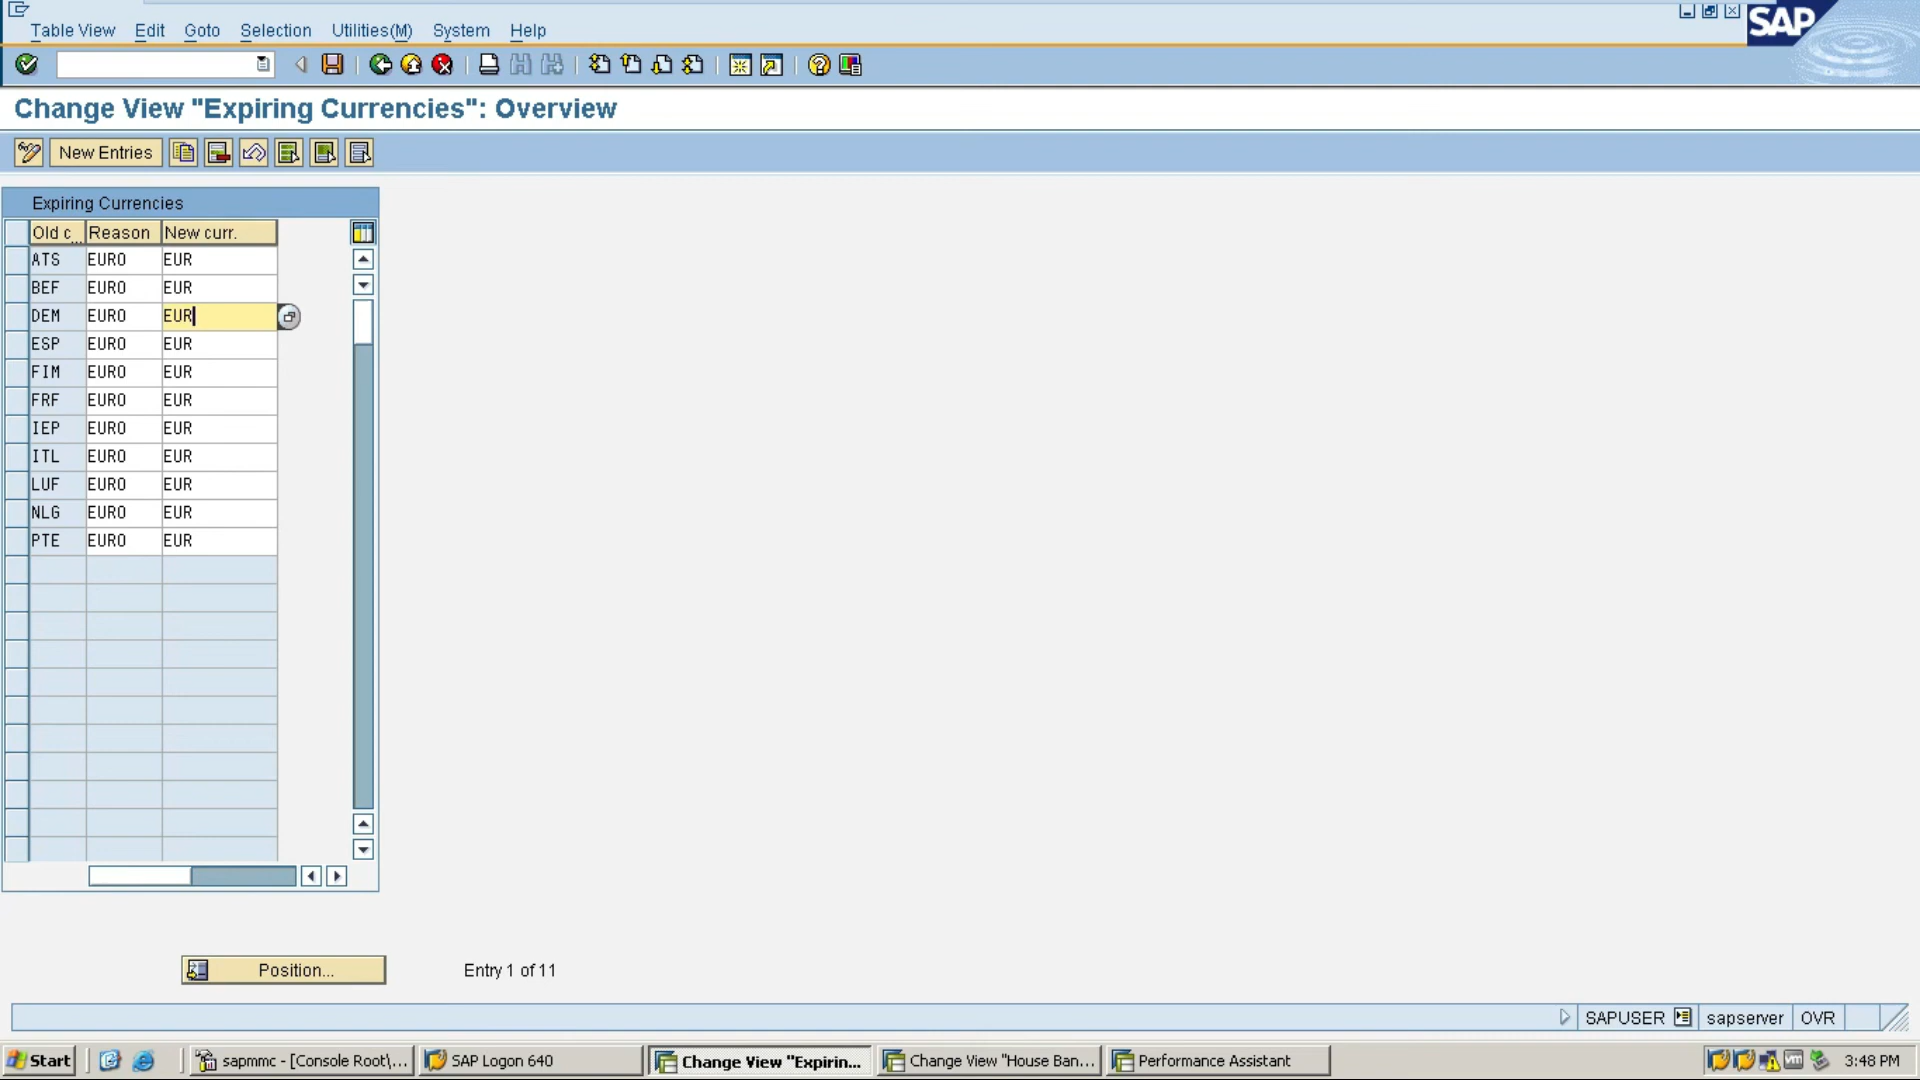 Table View Edit Goto Selection Utilities(M) System Help
SAP
Change View "Expiring Currencies": Overview
New Entries
Expiring Currencies
Old c... Reason New curr.
ATS EURO EUR
BEF EURO EUR
DEM EURO EUR
ESP EURO EUR
FIM EURO EUR
FRF EURO EUR
IEP EURO EUR
ITL EURO EUR
LUF EURO EUR
NLG EURO EUR
PTE EURO EUR
Position... Entry 1 of 11
SAPUSER sapserver OVR
Start sapmmc - [Console Root\... SAP Logon 640 Change View "Expirin... Change View "House Ban... Performance Assistant 3:48 PM